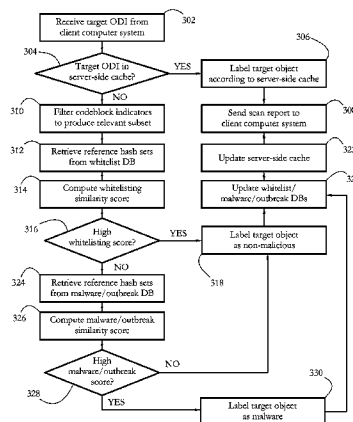 Receive target ODI from
client computer system
302
304
Target ODI in
server-side cache?
YES
NO
306
Label target object
according to server-side cache
310
Filter codeblock indicators
to produce relevant subset
Send scan report to
client computer system
312
Retrieve reference hash sets
from whitelist DB
Update server-side cache
314
Compute whitelisting
similarity score
Update whitelist/
malware/outbreak DBs
316
High
whitelisting score?
YES
NO
Label target object
as non-malicious
318
324
Retrieve reference hash sets
from malware/outbreak DB
326
Compute malware/outbreak
similarity score
High
malware/outbreak
score?
NO
328
YES
330
Label target object
as malware